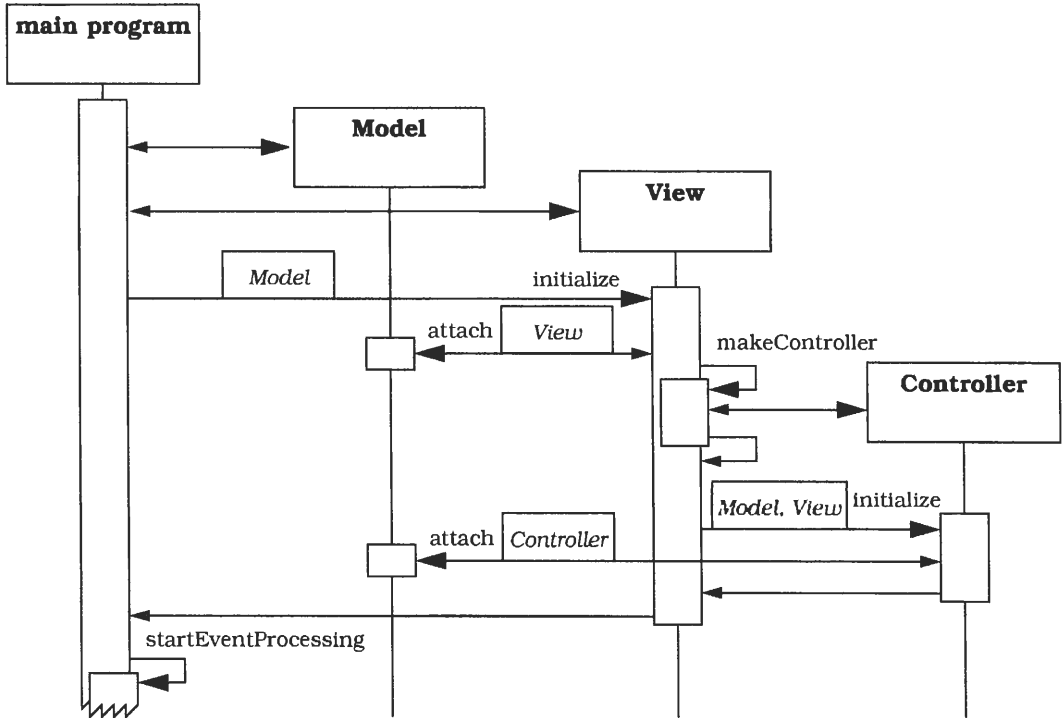 main program
Model
View
Model
initialize
attach
View
makeController
Controller
Model, View
initialize
attach
Controller
startEventProcessing